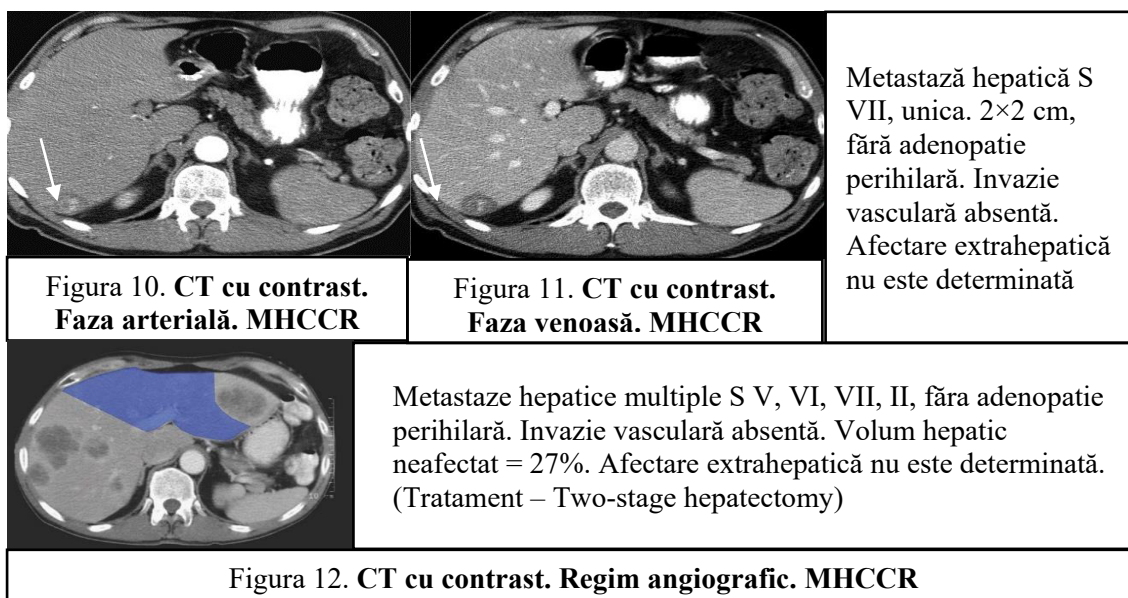 Metastază hepatică S
VII, unica. 2×2 cm,
fără adenopatie
perihilară. Invazie
vasculară absentă.
Afectare extrahepatică
nu este determinată
Figura 10. CT cu contrast.
Faza arterială. MHCCR
Figura 11. CT cu contrast.
Faza venoasă. MHCCR
Metastaze hepatice multiple S V, VI, VII, II, făra adenopatie
perihilară. Invazie vasculară absentă. Volum hepatic
neafectat = 27%. Afectare extrahepatică nu este determinată.
(Tratament – Two-stage hepatectomy)
Figura 12. CT cu contrast. Regim angiografic. MHCCR